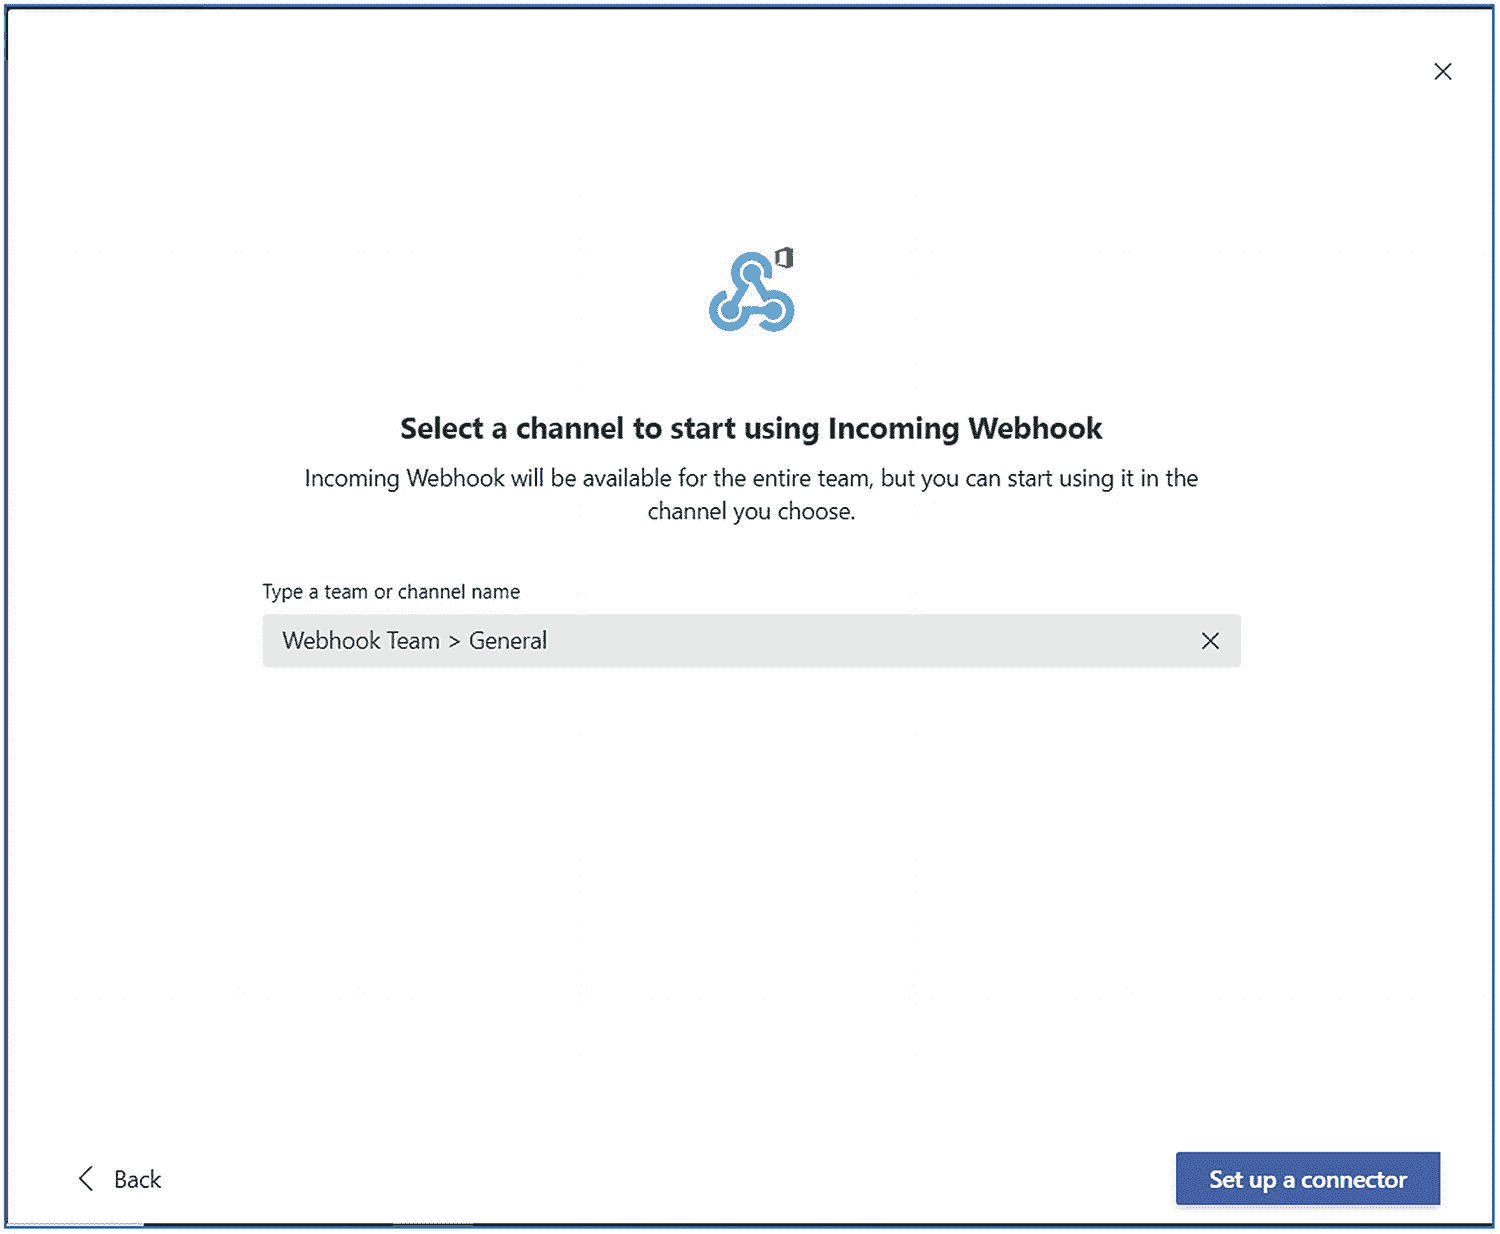 Select a channel to start using Incoming Webhook
Incoming Webhook will be available for the entire team, but you can start using it in the
channel you choose.
Type a team or channel name
Webhook Team > General
Back
Set up a connector